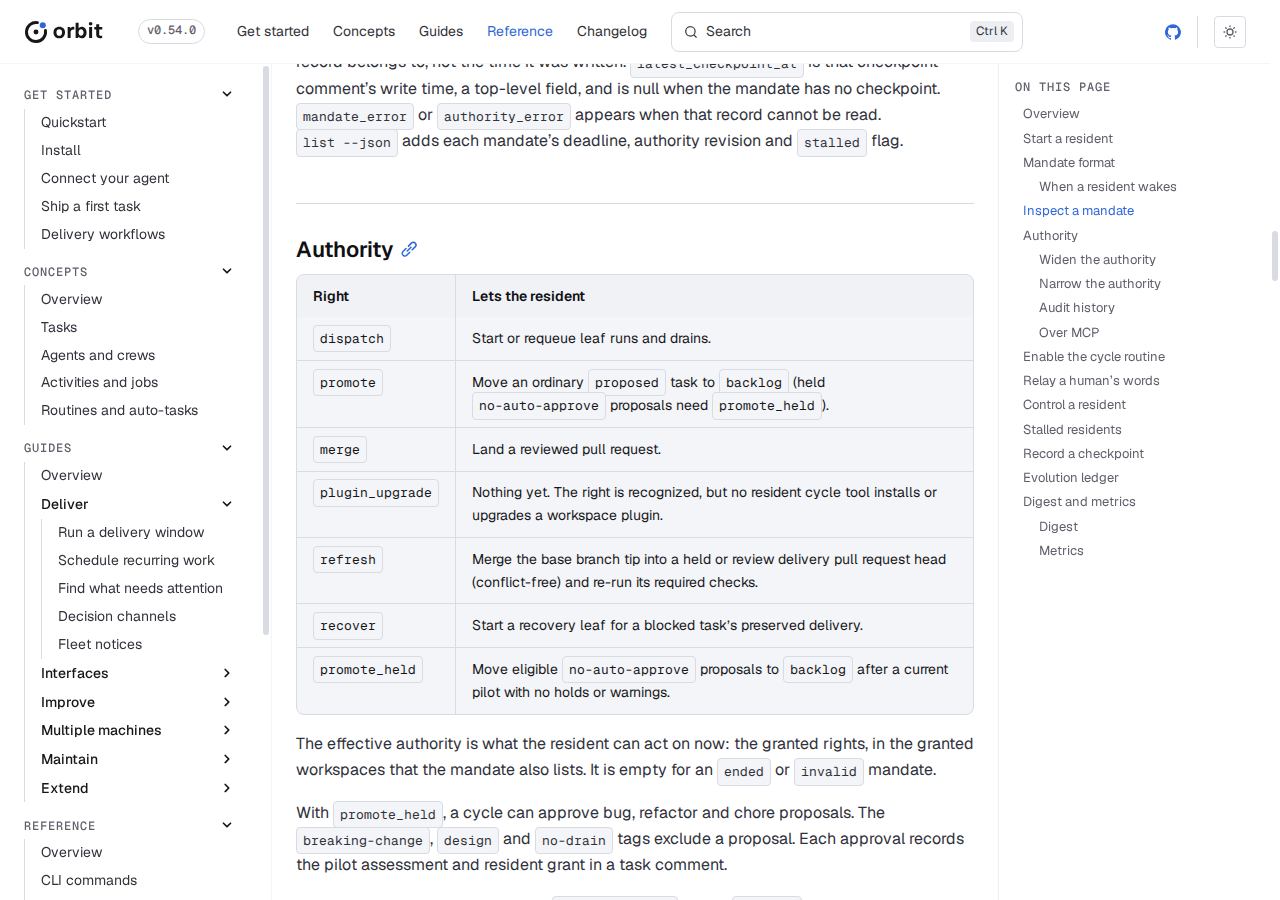 orbit
v0.54.0
Get started
Concepts
Guides
Reference
Changelog
Search
Ctrl K
GET STARTED
Quickstart
Install
Connect your agent
Ship a first task
Delivery workflows
CONCEPTS
Overview
Tasks
Agents and crews
Activities and jobs
Routines and auto-tasks
GUIDES
Overview
Deliver
Run a delivery window
Schedule recurring work
Find what needs attention
Decision channels
Fleet notices
Interfaces
Improve
Multiple machines
Maintain
Extend
REFERENCE
Overview
CLI commands
record belongs to, not the time it was written. latest_checkpoint_at is that checkpoint
comment's write time, a top-level field, and is null when the mandate has no checkpoint.
mandate_error or authority_error appears when that record cannot be read.
list --json adds each mandate's deadline, authority revision and stalled flag.
Authority
Right Lets the resident
dispatch Start or requeue leaf runs and drains.
promote Move an ordinary proposed task to backlog (held
no-auto-approve proposals need promote_held).
merge Land a reviewed pull request.
plugin_upgrade Nothing yet. The right is recognized, but no resident cycle tool installs or
upgrades a workspace plugin.
refresh Merge the base branch tip into a held or review delivery pull request head
(conflict-free) and re-run its required checks.
recover Start a recovery leaf for a blocked task's preserved delivery.
promote_held Move eligible no-auto-approve proposals to backlog after a current
pilot with no holds or warnings.
The effective authority is what the resident can act on now: the granted rights, in the granted
workspaces that the mandate also lists. It is empty for an ended or invalid mandate.
With promote_held, a cycle can approve bug, refactor and chore proposals. The
breaking-change, design and no-drain tags exclude a proposal. Each approval records
the pilot assessment and resident grant in a task comment.
ON THIS PAGE
Overview
Start a resident
Mandate format
When a resident wakes
Inspect a mandate
Authority
Widen the authority
Narrow the authority
Audit history
Over MCP
Enable the cycle routine
Relay a human's words
Control a resident
Stalled residents
Record a checkpoint
Evolution ledger
Digest and metrics
Digest
Metrics